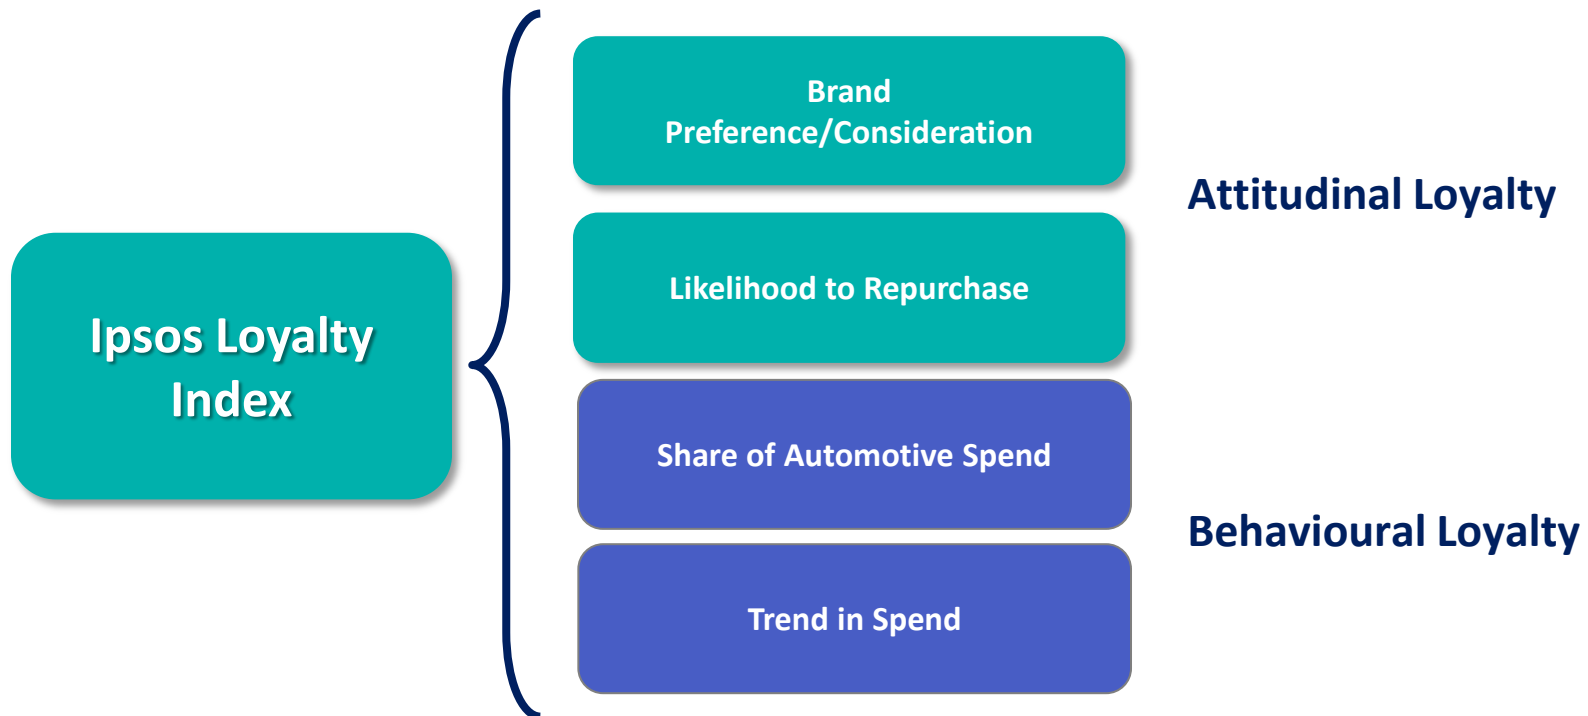 Ipsos Loyalty
Index
Brand
Preference/Consideration
Likelihood to Repurchase
Attitudinal Loyalty
Share of Automotive Spend
Trend in Spend
Behavioural Loyalty